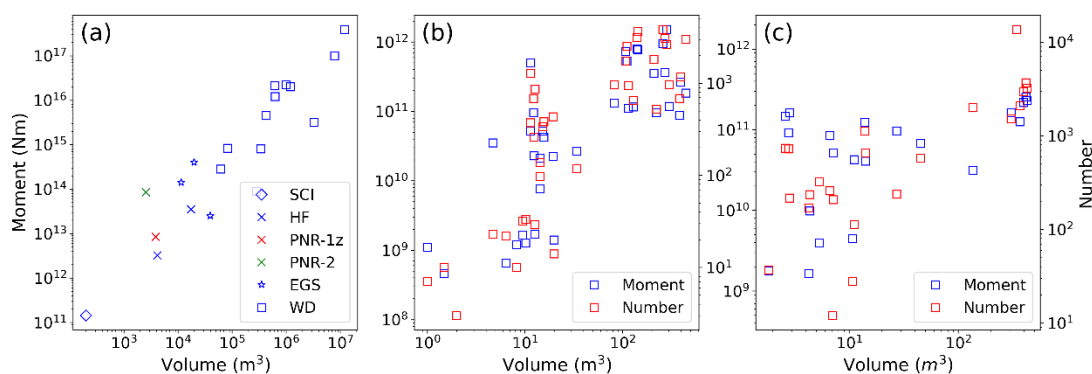 (a)
Moment (Nm)
10^17
10^16
10^15
10^14
10^13
10^12
10^11
SCI
HF
PNR-1z
PNR-2
EGS
WD
10^3 10^4 10^5 10^6 10^7
Volume (m^3)
(b)
10^12
10^11
10^10
10^9
10^8
10^3
10^2
10^1
Moment
Number
10^0 10^1 10^2
Volume (m^3)
(c)
10^12
10^11
10^10
10^9
10^4
10^3
10^2
10^1
Number
Moment
Number
10^1 10^2
Volume (m^3)